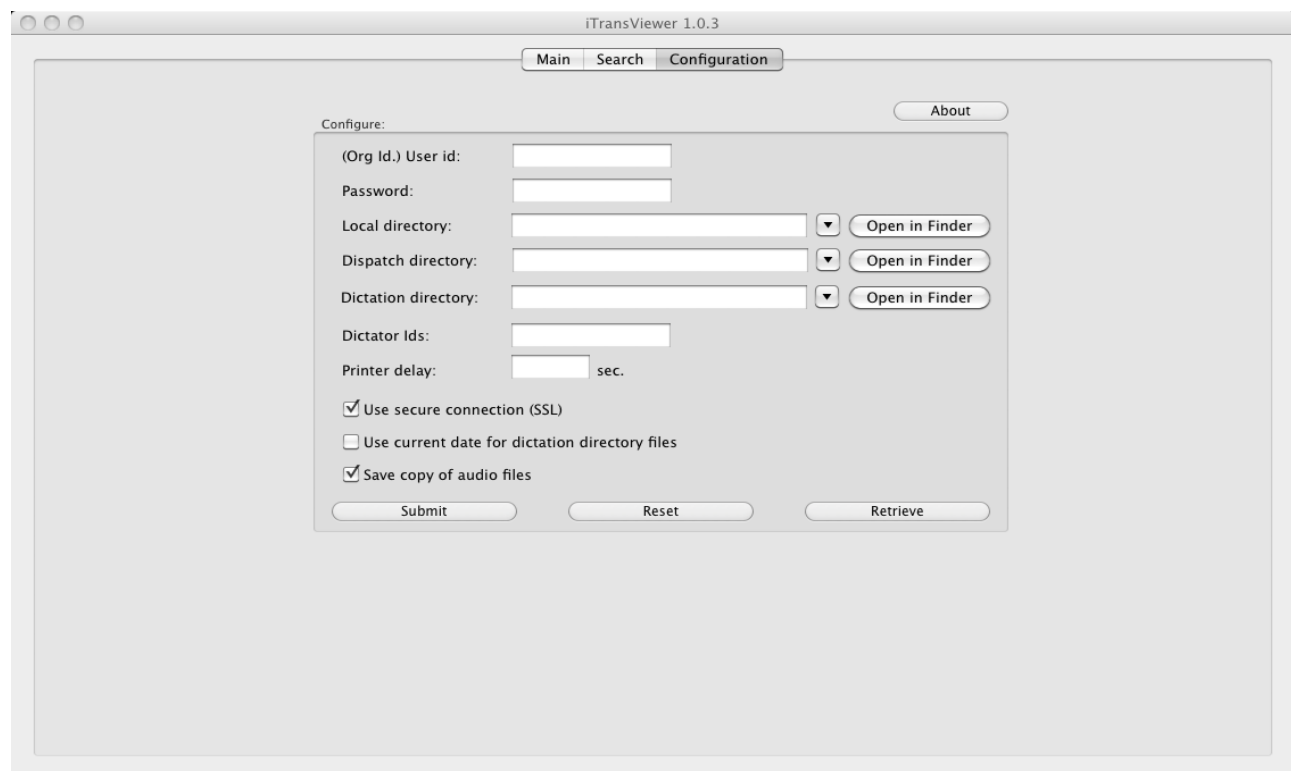 iTransViewer 1.0.3
Main Search Configuration
About
Configure:
(Org Id.) User id:
Password:
Local directory: Open in Finder
Dispatch directory: Open in Finder
Dictation directory: Open in Finder
Dictator Ids:
Printer delay: sec.
Use secure connection (SSL)
Use current date for dictation directory files
Save copy of audio files
Submit Reset Retrieve